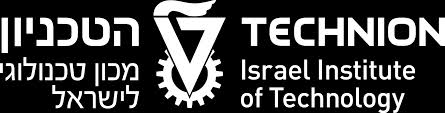 הטכניון
מכון טכנולוגי
לישראל
TECHNION
Israel Institute
of Technology